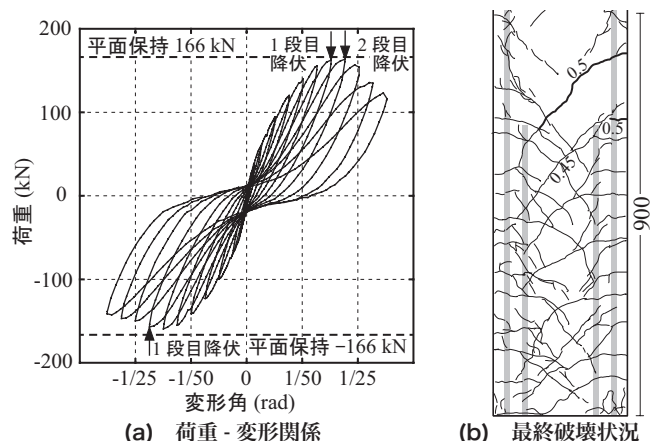 200
100
0
-100
-200
荷重 (kN)
平面保持 166 kN
1 段目
降伏
2 段目
降伏
1 段目降伏
平面保持 −166 kN
-1/25
-1/50
0
1/50
1/25
変形角 (rad)
(a) 荷重 - 変形関係
0.5
0.5
0.45
900
(b) 最終破壊状況